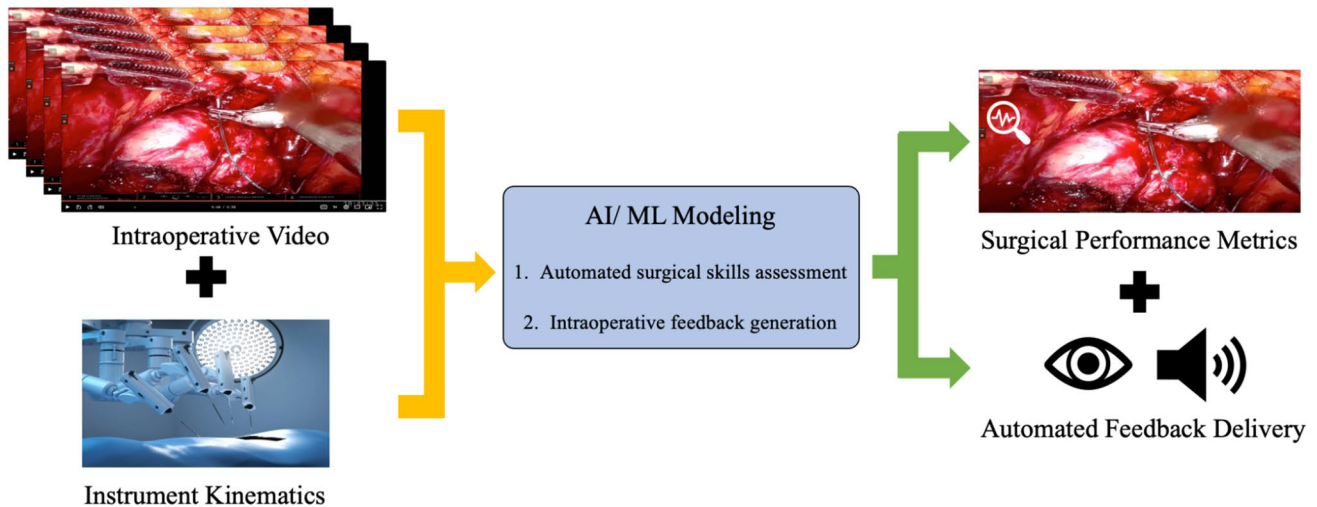 Intraoperative Video
Instrument Kinematics
AI/ ML Modeling
1. Automated surgical skills assessment
2. Intraoperative feedback generation
Surgical Performance Metrics
Automated Feedback Delivery